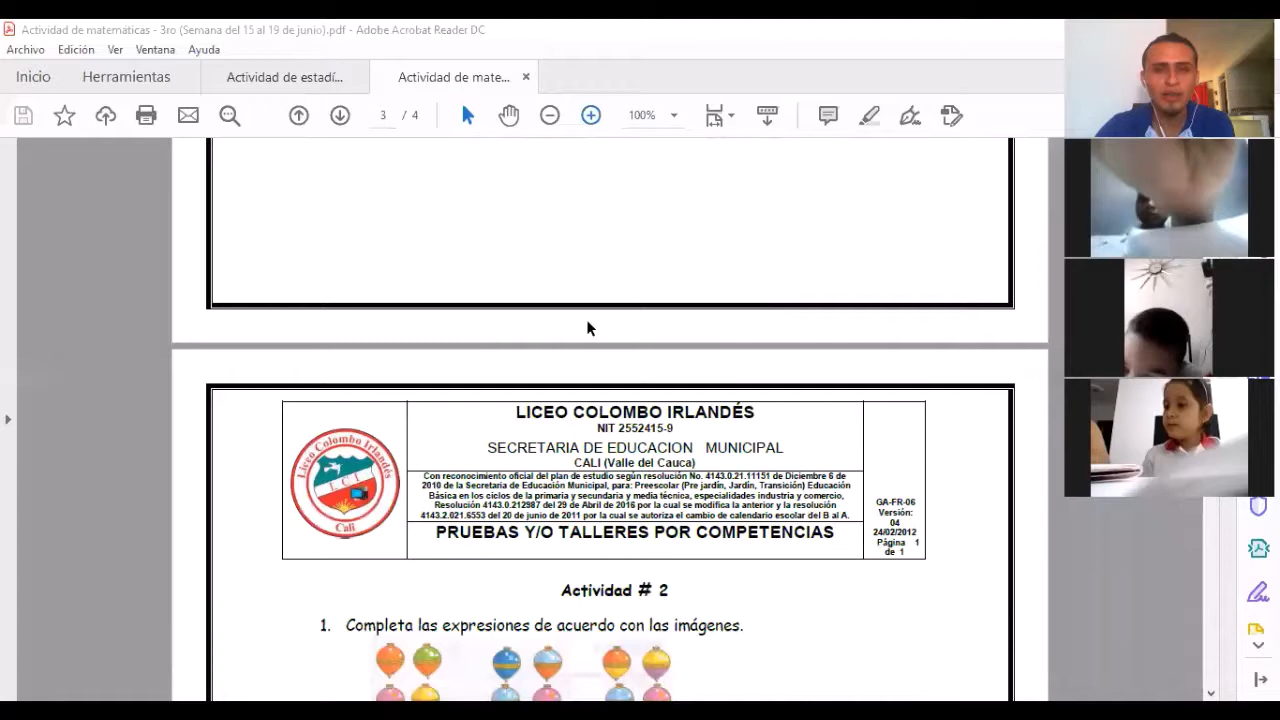 Actividad de matemáticas - 3ro (Semana del 15 al 19 de junio).pdf - Adobe Acrobat Reader DC
Archivo Edición Ver Ventana Ayuda
Inicio Herramientas Actividad de estadí... Actividad de mate... ×
3 / 4 100%
LICEO COLOMBO IRLANDÉS
NIT 2552415-9
SECRETARIA DE EDUCACION MUNICIPAL
CALI (Valle del Cauca)
Con reconocimiento oficial del plan de estudio según resolución No. 4143.0.21.11151 de Diciembre 6 de
2010 de la Secretaria de Educación Municipal, para: Preescolar (Pre jardín, Jardín, Transición) Educación
Básica en los ciclos de la primaria y secundaria y media técnica, especialidades industria y comercio,
Resolución 4143.0.212987 del 29 de Abril de 2016 por la cual se modifica la anterior y la resolución
4143.2.021.6553 del 20 de junio de 2011 por la cual se autoriza el cambio de calendario escolar del B al A.
PRUEBAS Y/O TALLERES POR COMPETENCIAS
GA-FR-06
Versión:
04
24/02/2012
Página 1
de 1
Liceo Colombo Irlandés
L C I
Cali
Actividad # 2
1. Completa las expresiones de acuerdo con las imágenes.